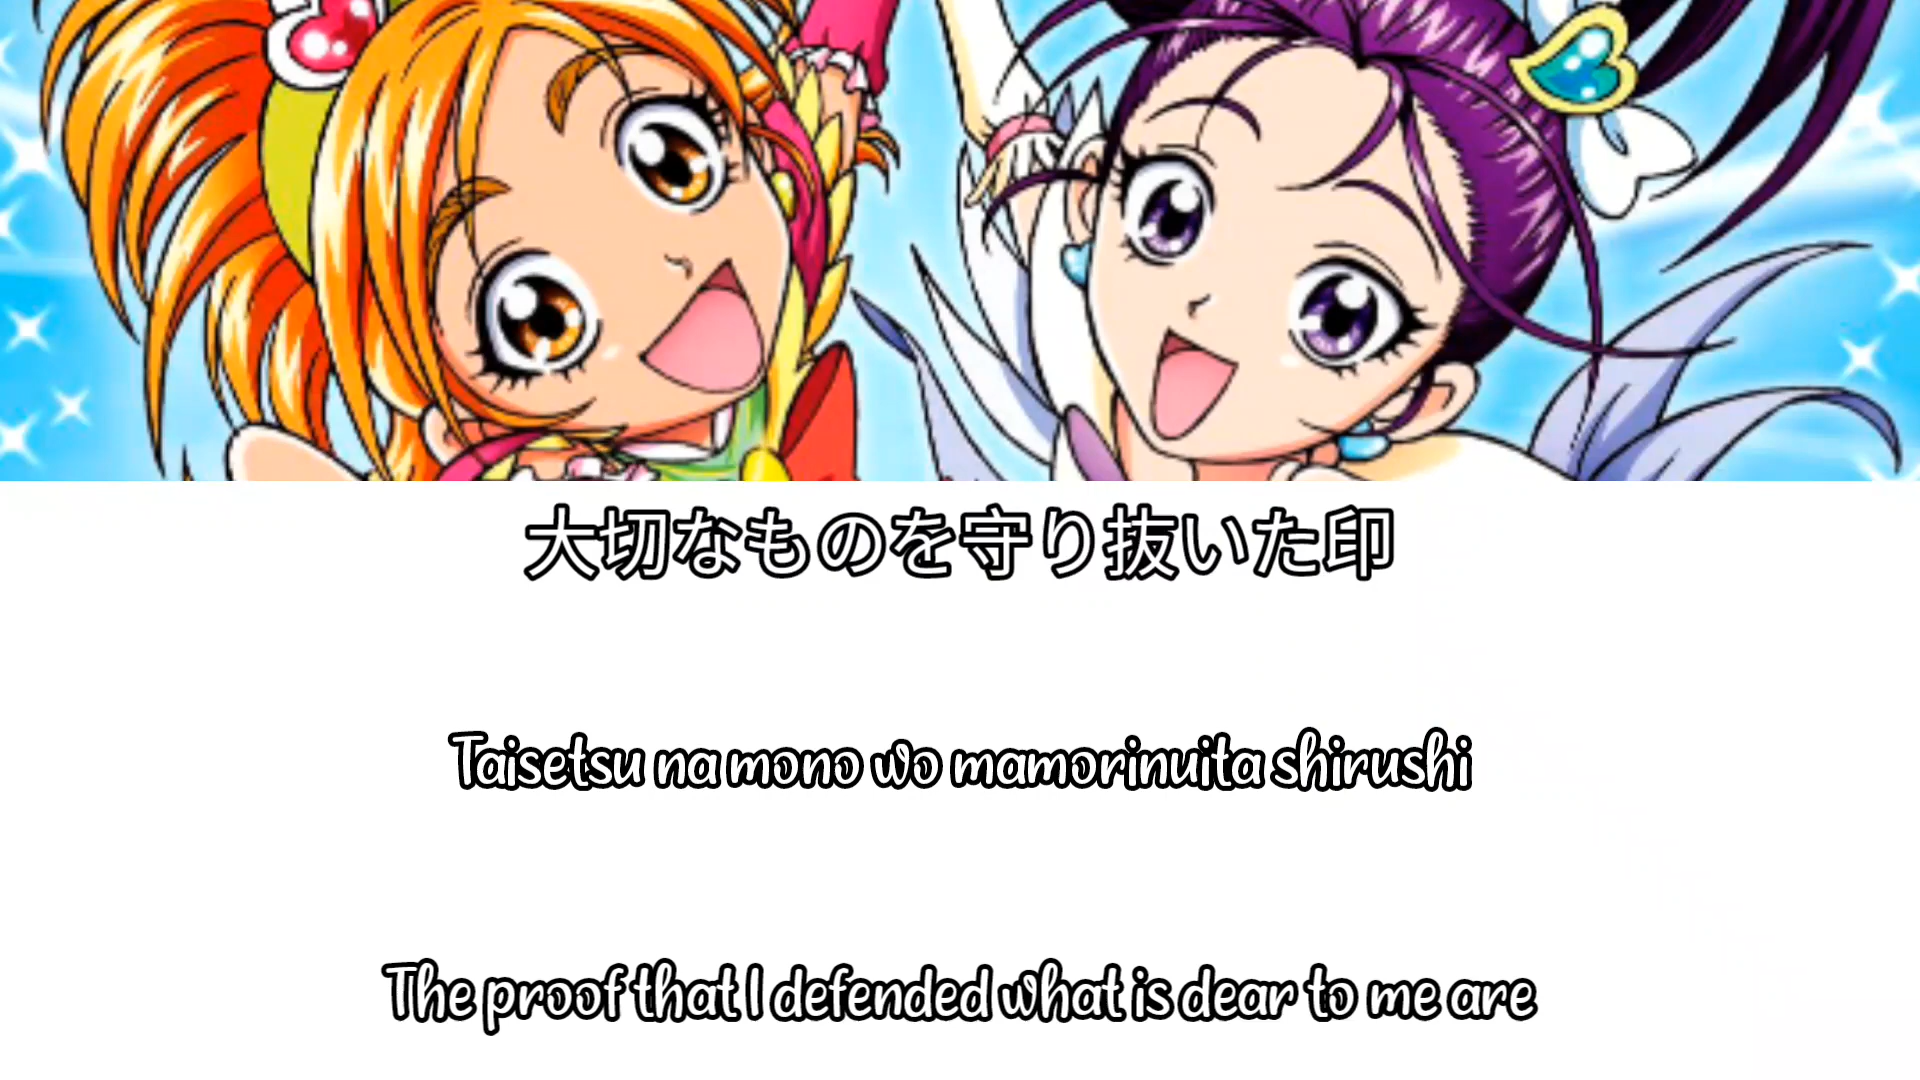 大切なものを守り抜いた印
Taisetsu na mono wo mamorinuita shirushi
The proof that I defended what is dear to me are